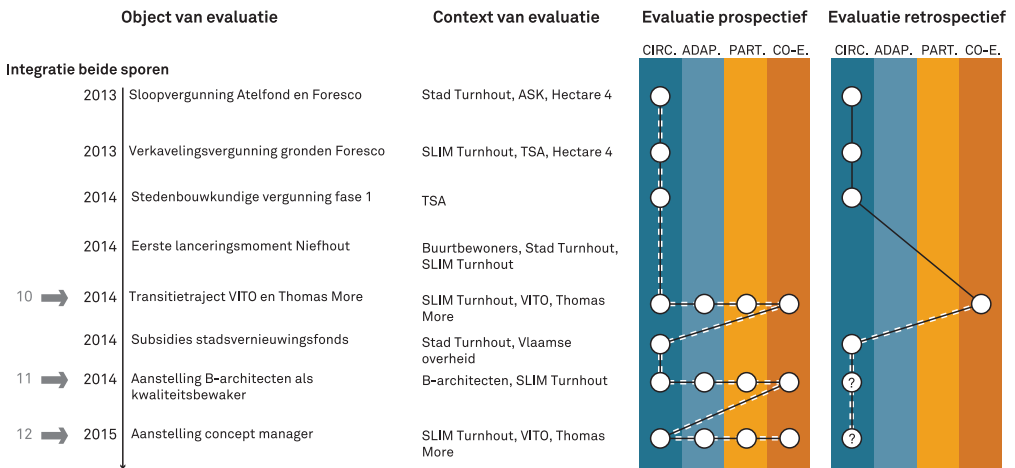 Object van evaluatie Context van evaluatie Evaluatie prospectief Evaluatie retrospectief
CIRC. ADAP. PART. CO-E. CIRC. ADAP. PART. CO-E.
Integratie beide sporen
2013 Sloopvergunning Atelfond en Foresco Stad Turnhout, ASK, Hectare 4
2013 Verkavelingsvergunning gronden Foresco SLIM Turnhout, TSA, Hectare 4
2014 Stedenbouwkundige vergunning fase 1 TSA
2014 Eerste lanceringsmoment Niefhout Buurtbewoners, Stad Turnhout,
SLIM Turnhout
10 2014 Transitietraject VITO en Thomas More SLIM Turnhout, VITO, Thomas
More
2014 Subsidies stadsvernieuwingsfonds Stad Turnhout, Vlaamse
overheid
11 2014 Aanstelling B-architecten als B-architecten, SLIM Turnhout
kwaliteitsbewaker
?
12 2015 Aanstelling concept manager SLIM Turnhout, VITO, Thomas
More
?